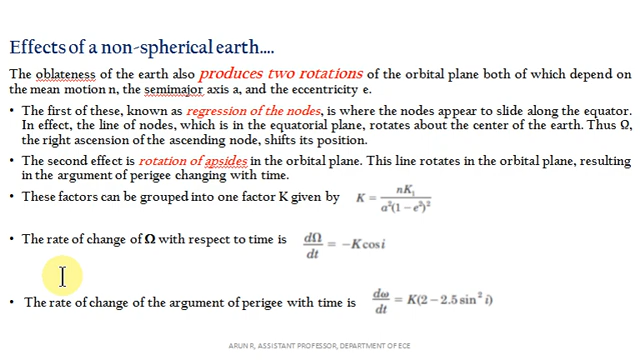 Effects of a non-spherical earth….
The oblateness of the earth also produces two rotations of the orbital plane both of which depend on
the mean motion n, the semimajor axis a, and the eccentricity e.
• The first of these, known as regression of the nodes, is where the nodes appear to slide along the equator.
In effect, the line of nodes, which is in the equatorial plane, rotates about the center of the earth. Thus Ω,
the right ascension of the ascending node, shifts its position.
• The second effect is rotation of apsides in the orbital plane. This line rotates in the orbital plane, resulting
in the argument of perigee changing with time.
• These factors can be grouped into one factor K given by K = nK₁ / a²(1 − e²)²
• The rate of change of Ω with respect to time is dΩ/dt = −K cos i
• The rate of change of the argument of perigee with time is dω/dt = K(2 − 2.5 sin² i)
ARUN R, ASSISTANT PROFESSOR, DEPARTMENT OF ECE